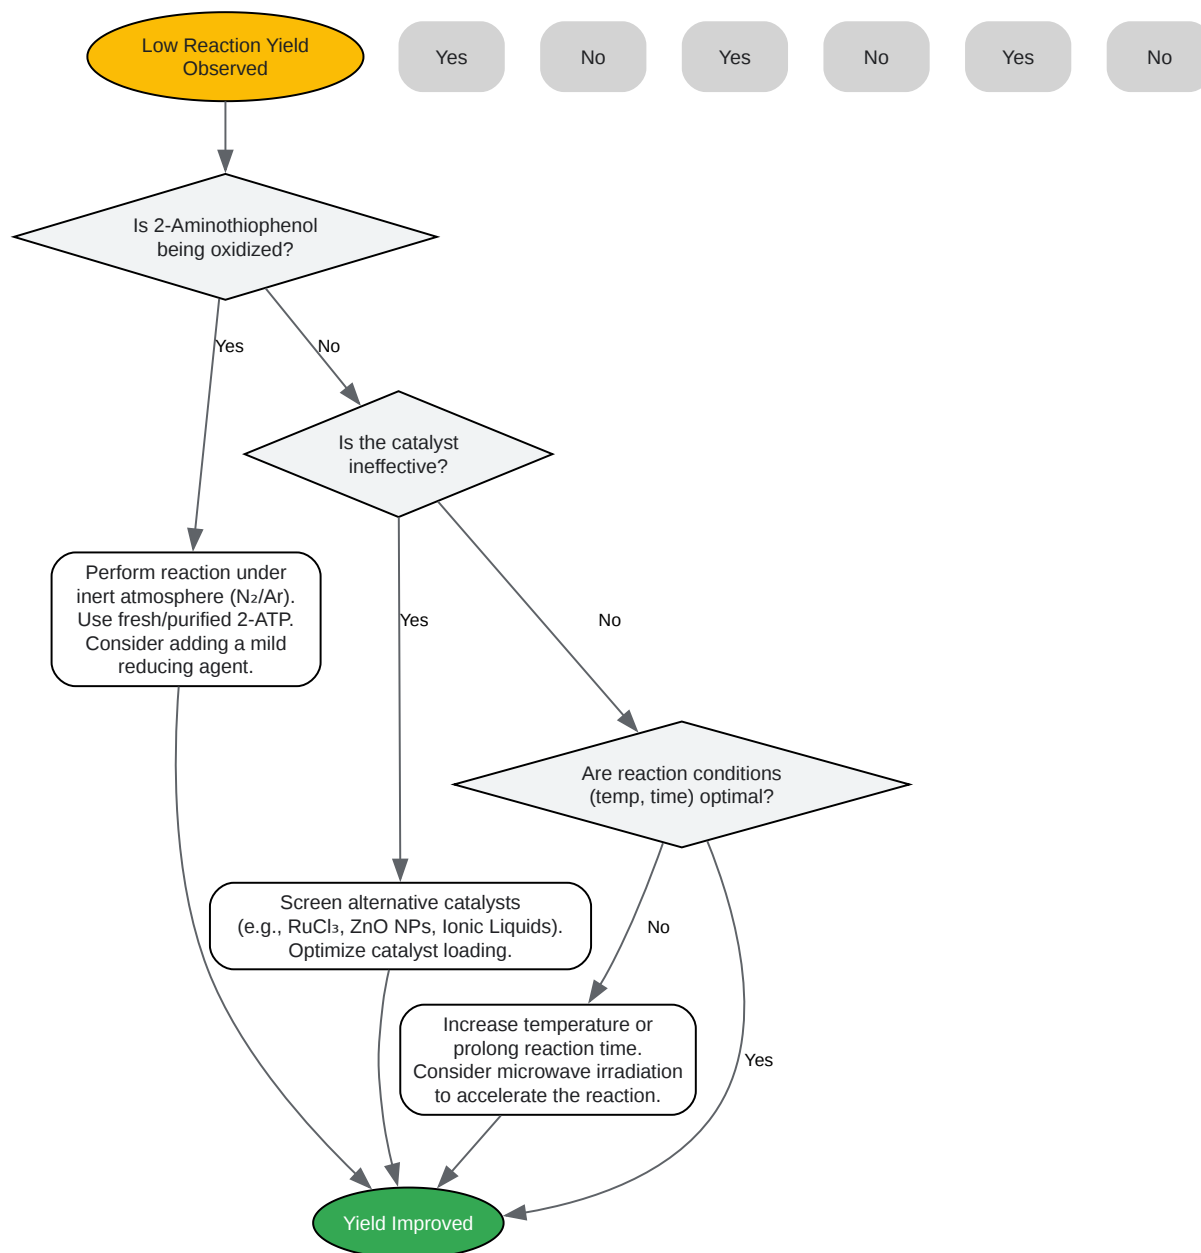 Low Reaction Yield
Observed
Yes
No
Yes
No
Yes
No
Is 2-Aminothiophenol
being oxidized?
Yes
No
Is the catalyst
ineffective?
Perform reaction under
inert atmosphere (N₂/Ar).
Use fresh/purified 2-ATP.
Consider adding a mild
reducing agent.
Yes
No
Are reaction conditions
(temp, time) optimal?
Screen alternative catalysts
(e.g., RuCl₃, ZnO NPs, Ionic Liquids).
Optimize catalyst loading.
No
Increase temperature or
prolong reaction time.
Consider microwave irradiation
to accelerate the reaction.
Yes
Yield Improved